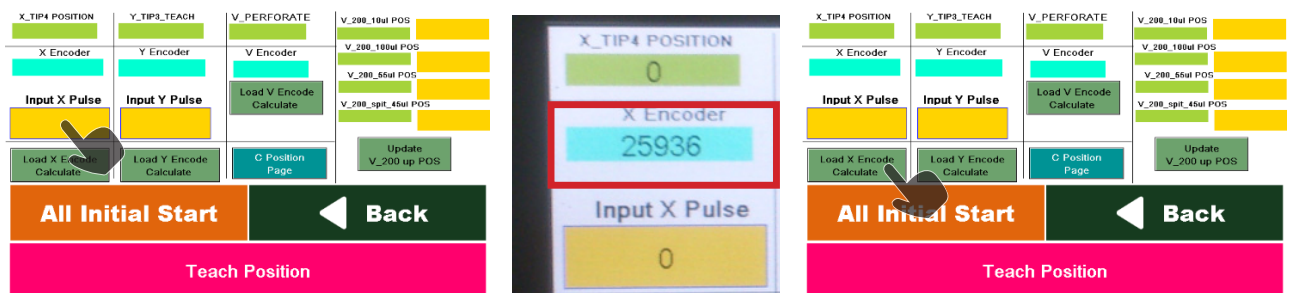 X_TIP4 POSITION
Y_TIP3_TEACH
V_PERFORATE
V_200_10ul POS
X Encoder
Y Encoder
V Encoder
V_200_100ul POS
V_200_55ul POS
Input X Pulse
Input Y Pulse
Load V Encode
Calculate
V_200_spit_45ul POS
Load X Encode
Calculate
Load Y Encode
Calculate
C Position
Page
Update
V_200 up POS
All Initial Start
Back
Teach Position
X_TIP4 POSITION
0
X Encoder
25936
Input X Pulse
0
X_TIP4 POSITION
Y_TIP3_TEACH
V_PERFORATE
V_200_10ul POS
X Encoder
Y Encoder
V Encoder
V_200_100ul POS
V_200_55ul POS
Input X Pulse
Input Y Pulse
Load V Encode
Calculate
V_200_spit_45ul POS
Load X Encode
Calculate
Load Y Encode
Calculate
C Position
Page
Update
V_200 up POS
All Initial Start
Back
Teach Position